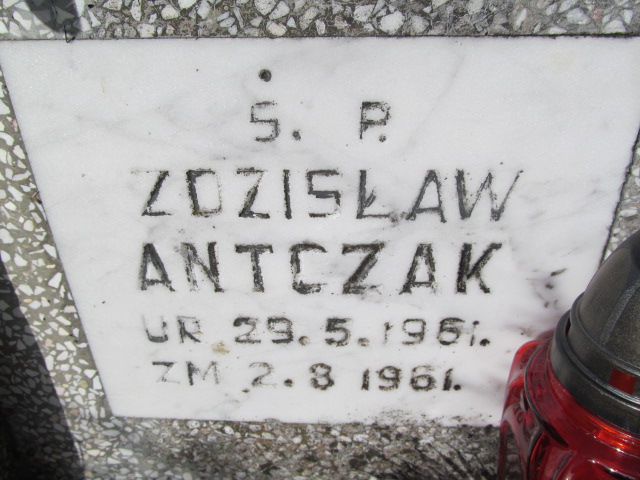 Ś. P.
ZDZISŁAW
ANTCZAK
UR. 29. 5. 1961.
ZM 2. 8 1961.